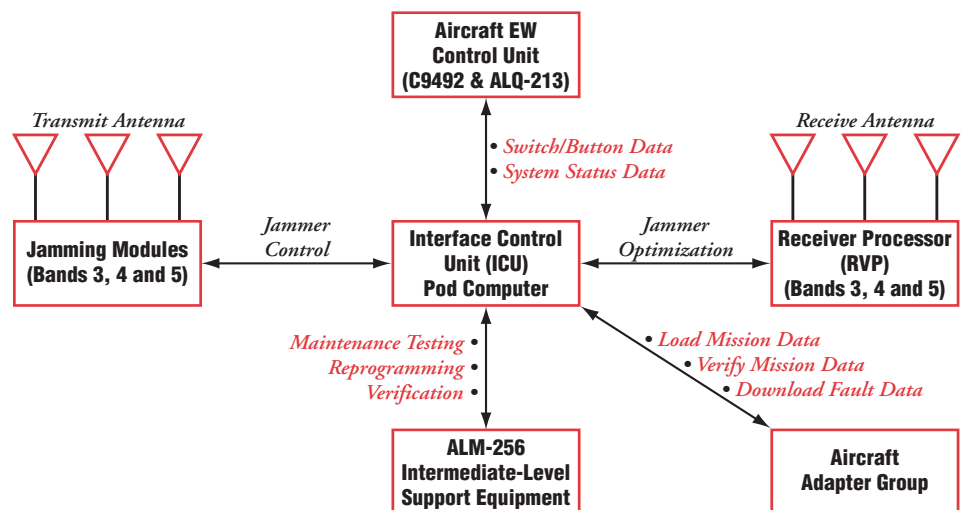 Aircraft EW
Control Unit
(C9492 & ALQ-213)
Transmit Antenna
Receive Antenna
• Switch/Button Data
• System Status Data
Jamming Modules
(Bands 3, 4 and 5)
Jammer
Control
Interface Control
Unit (ICU)
Pod Computer
Jammer
Optimization
Receiver Processor
(RVP)
(Bands 3, 4 and 5)
Maintenance Testing •
Reprogramming •
Verification •
• Load Mission Data
• Verify Mission Data
• Download Fault Data
ALM-256
Intermediate-Level
Support Equipment
Aircraft
Adapter Group